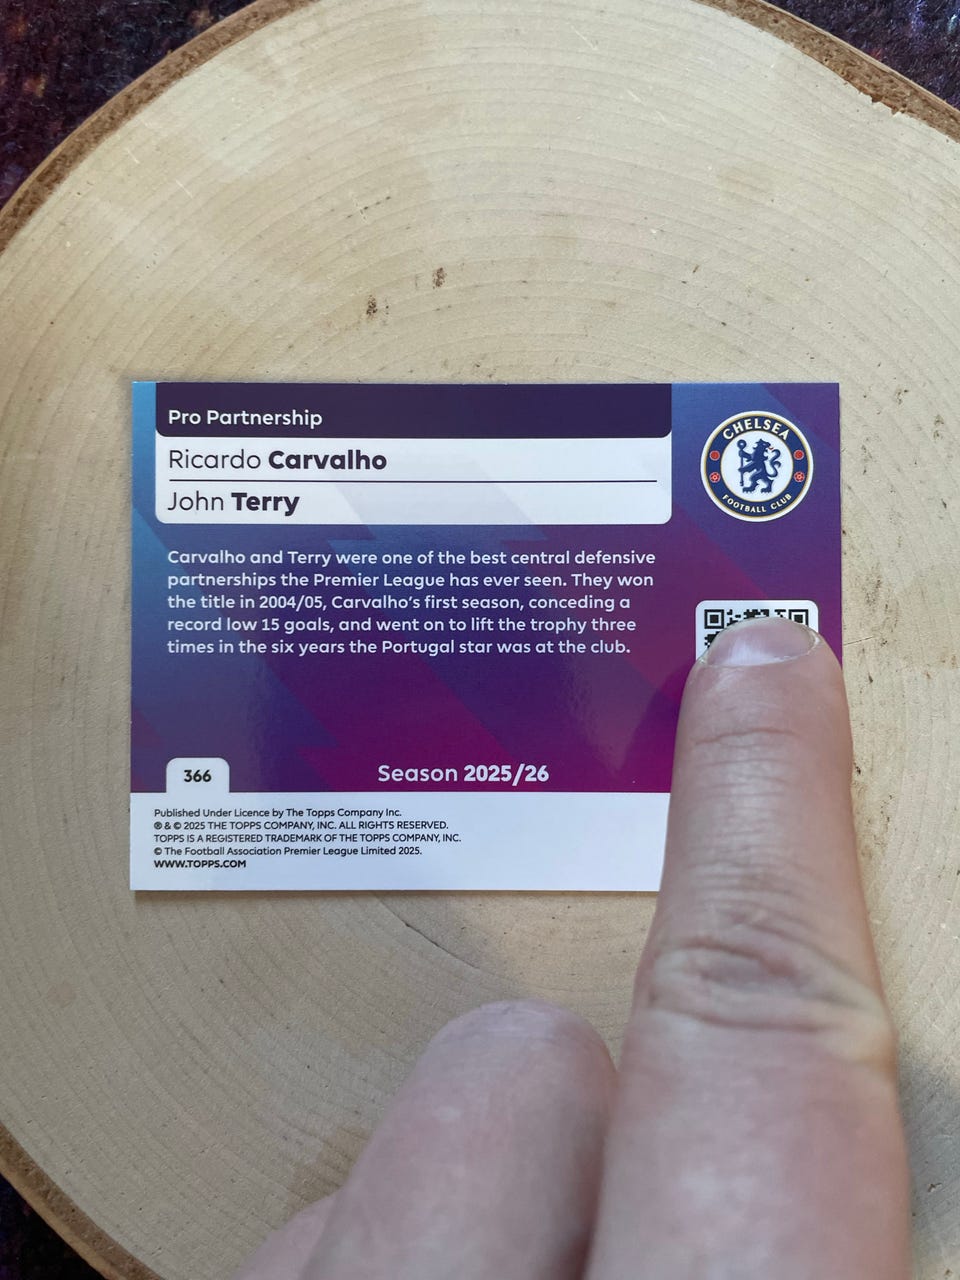 Pro Partnership
Ricardo Carvalho
John Terry
CHELSEA
FOOTBALL CLUB
Carvalho and Terry were one of the best central defensive
partnerships the Premier League has ever seen. They won
the title in 2004/05, Carvalho's first season, conceding a
record low 15 goals, and went on to lift the trophy three
times in the six years the Portugal star was at the club.
366
Season 2025/26
Published Under Licence by The Topps Company Inc.
® & © 2025 THE TOPPS COMPANY, INC. ALL RIGHTS RESERVED.
TOPPS IS A REGISTERED TRADEMARK OF THE TOPPS COMPANY, INC.
© The Football Association Premier League Limited 2025.
WWW.TOPPS.COM